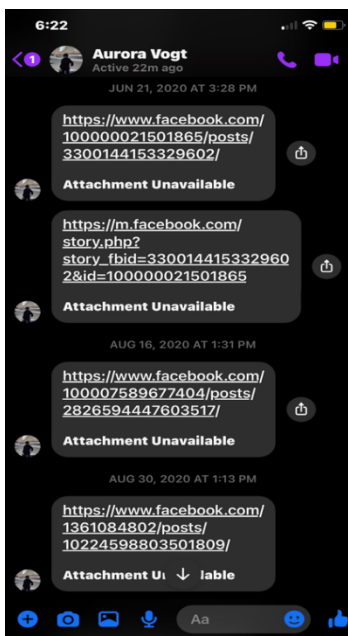 6:22
1
Aurora Vogt
Active 22m ago
JUN 21, 2020 AT 3:28 PM
https://www.facebook.com/
100000021501865/posts/
3300144153329602/
Attachment Unavailable
https://m.facebook.com/
story.php?
story_fbid=330014415332960
2&id=100000021501865
Attachment Unavailable
AUG 16, 2020 AT 1:31 PM
https://www.facebook.com/
100007589677404/posts/
2826594447603517/
Attachment Unavailable
AUG 30, 2020 AT 1:13 PM
https://www.facebook.com/
1361084802/posts/
10224598803501809/
Attachment
Aa